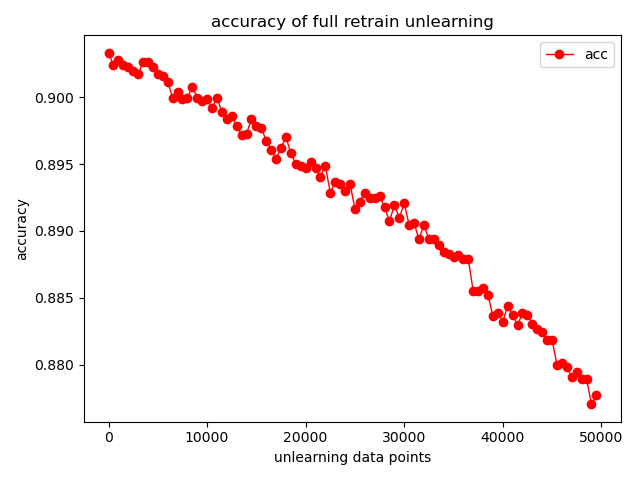 accuracy of full retrain unlearning
acc
0.900
0.895
0.890
0.885
0.880
accuracy
0
10000
20000
30000
40000
50000
unlearning data points